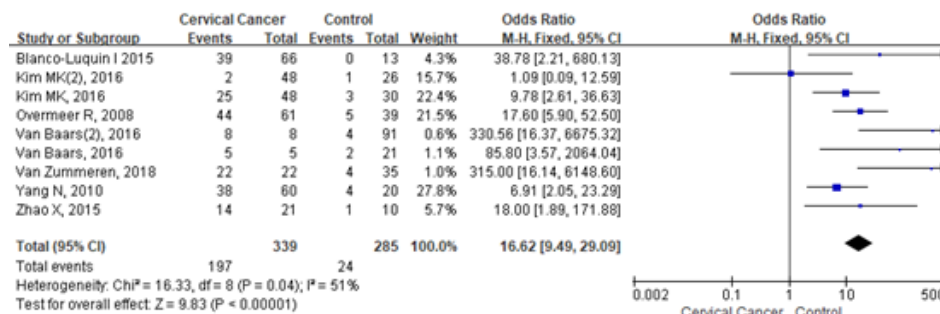 Cervical Cancer Control Odds Ratio Odds Ratio
Study or Subgroup Events Total Events Total Weight M-H, Fixed, 95% CI M-H, Fixed, 95% CI
Blanco-Luquin I 2015 39 66 0 13 4.3% 38.78 [2.21, 680.13]
Kim MK(2), 2016 2 48 1 26 15.7% 1.09 [0.09, 12.59]
Kim MK, 2016 25 48 3 30 22.4% 9.78 [2.61, 36.63]
Overmeer R, 2008 44 61 5 39 21.5% 17.60 [5.90, 52.50]
Van Baars(2), 2016 8 8 4 91 0.6% 330.56 [16.37, 6675.32]
Van Baars, 2016 5 5 2 21 1.1% 85.80 [3.57, 2064.04]
Van Zummeren, 2018 22 22 4 35 1.0% 315.00 [16.14, 6148.60]
Yang N, 2010 38 60 4 20 27.8% 6.91 [2.05, 23.29]
Zhao X, 2015 14 21 1 10 5.7% 18.00 [1.89, 171.88]
Total (95% CI) 339 285 100.0% 16.62 [9.49, 29.09]
Total events 197 24
Heterogeneity: Chi² = 16.33, df = 8 (P = 0.04); I² = 51%
Test for overall effect: Z = 9.83 (P < 0.00001)
0.002 0.1 1 10 500
Cervical Cancer Control